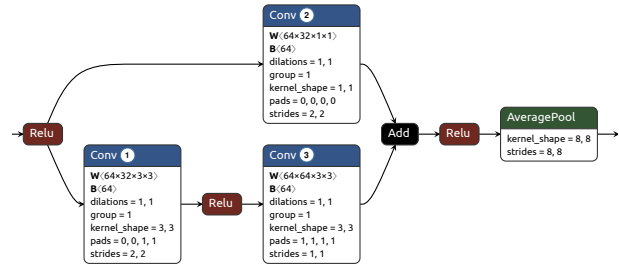 Conv 2
W⟨64×32×1×1⟩
B⟨64⟩
dilations = 1, 1
group = 1
kernel_shape = 1, 1
pads = 0, 0, 0, 0
strides = 2, 2
Relu
Conv 1
W⟨64×32×3×3⟩
B⟨64⟩
dilations = 1, 1
group = 1
kernel_shape = 3, 3
pads = 0, 0, 1, 1
strides = 2, 2
Relu
Conv 3
W⟨64×64×3×3⟩
B⟨64⟩
dilations = 1, 1
group = 1
kernel_shape = 3, 3
pads = 1, 1, 1, 1
strides = 1, 1
Add
Relu
AveragePool
kernel_shape = 8, 8
strides = 8, 8